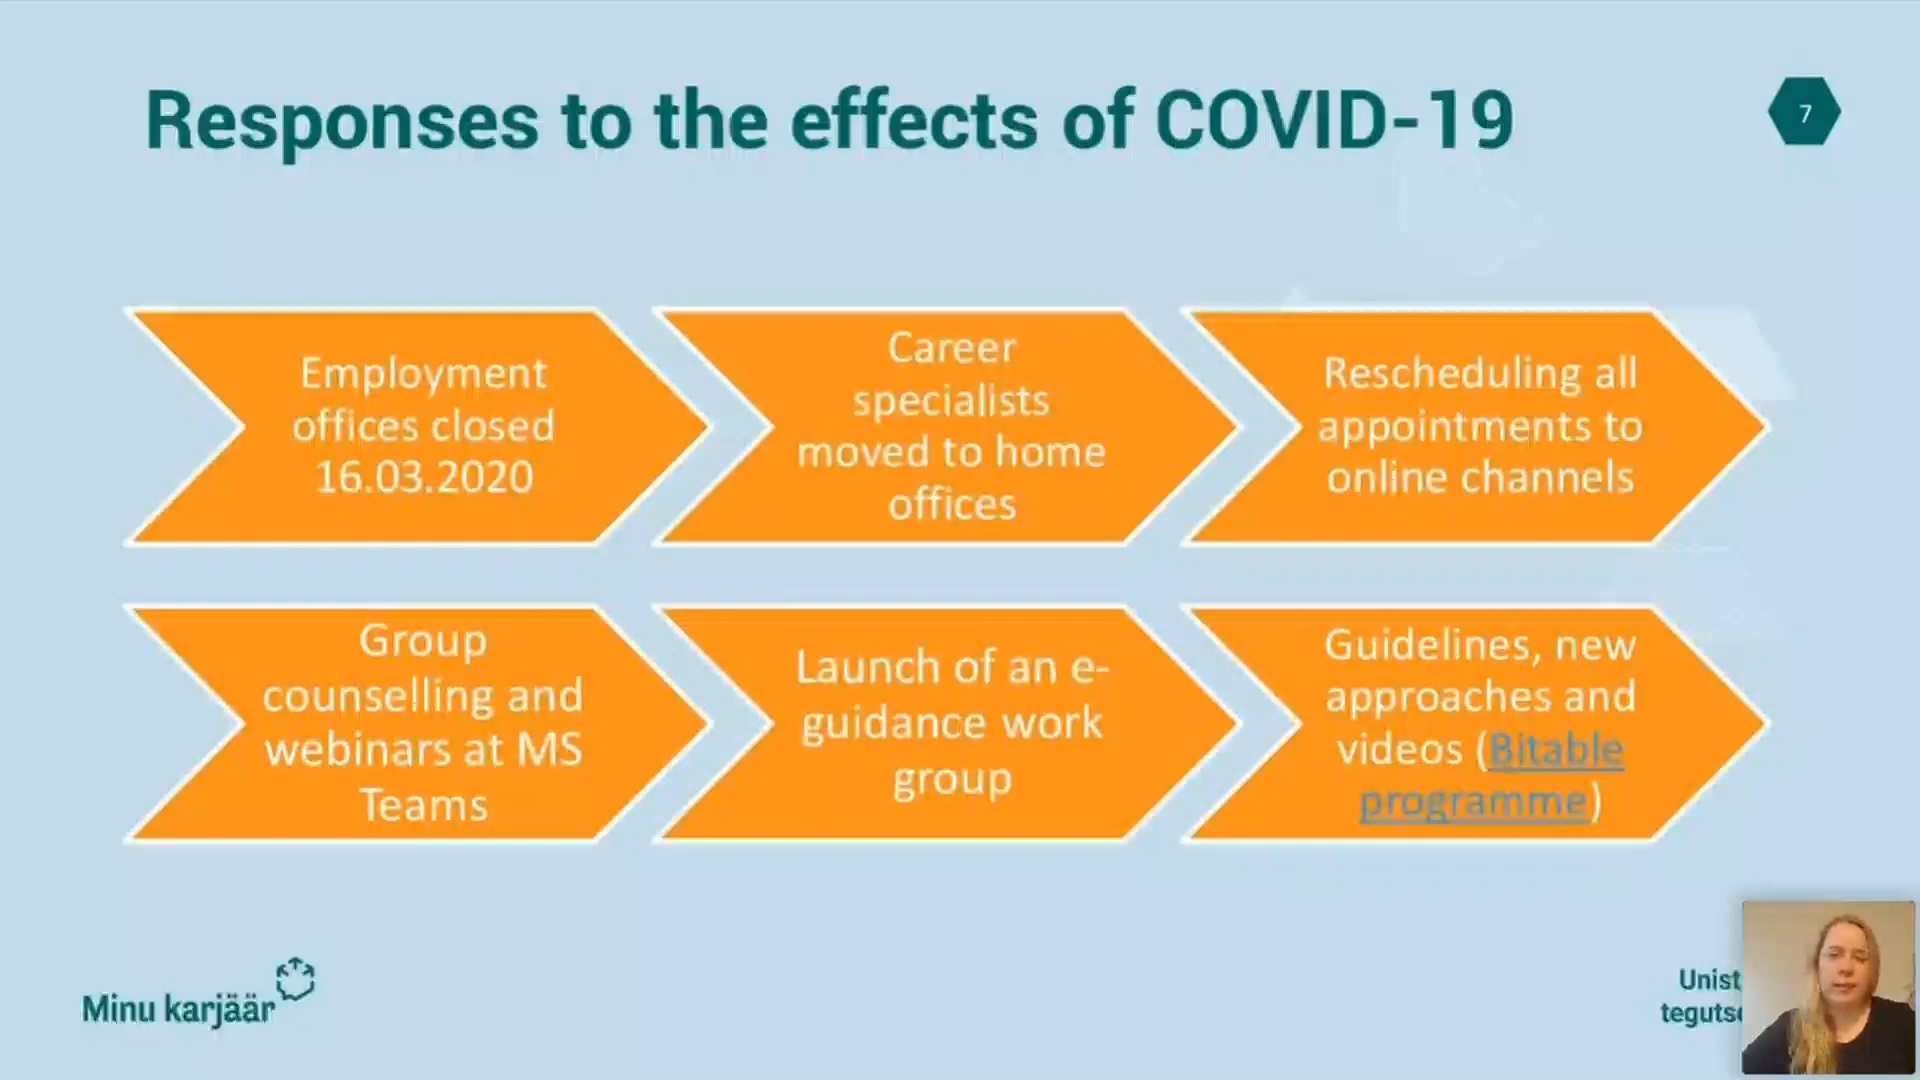 Responses to the effects of COVID-19
7
Employment
offices closed
16.03.2020
Career
specialists
moved to home
offices
Rescheduling all
appointments to
online channels
Group
counselling and
webinars at MS
Teams
Launch of an e-
guidance work
group
Guidelines, new
approaches and
videos (Bitable
programme)
Minu karjäär